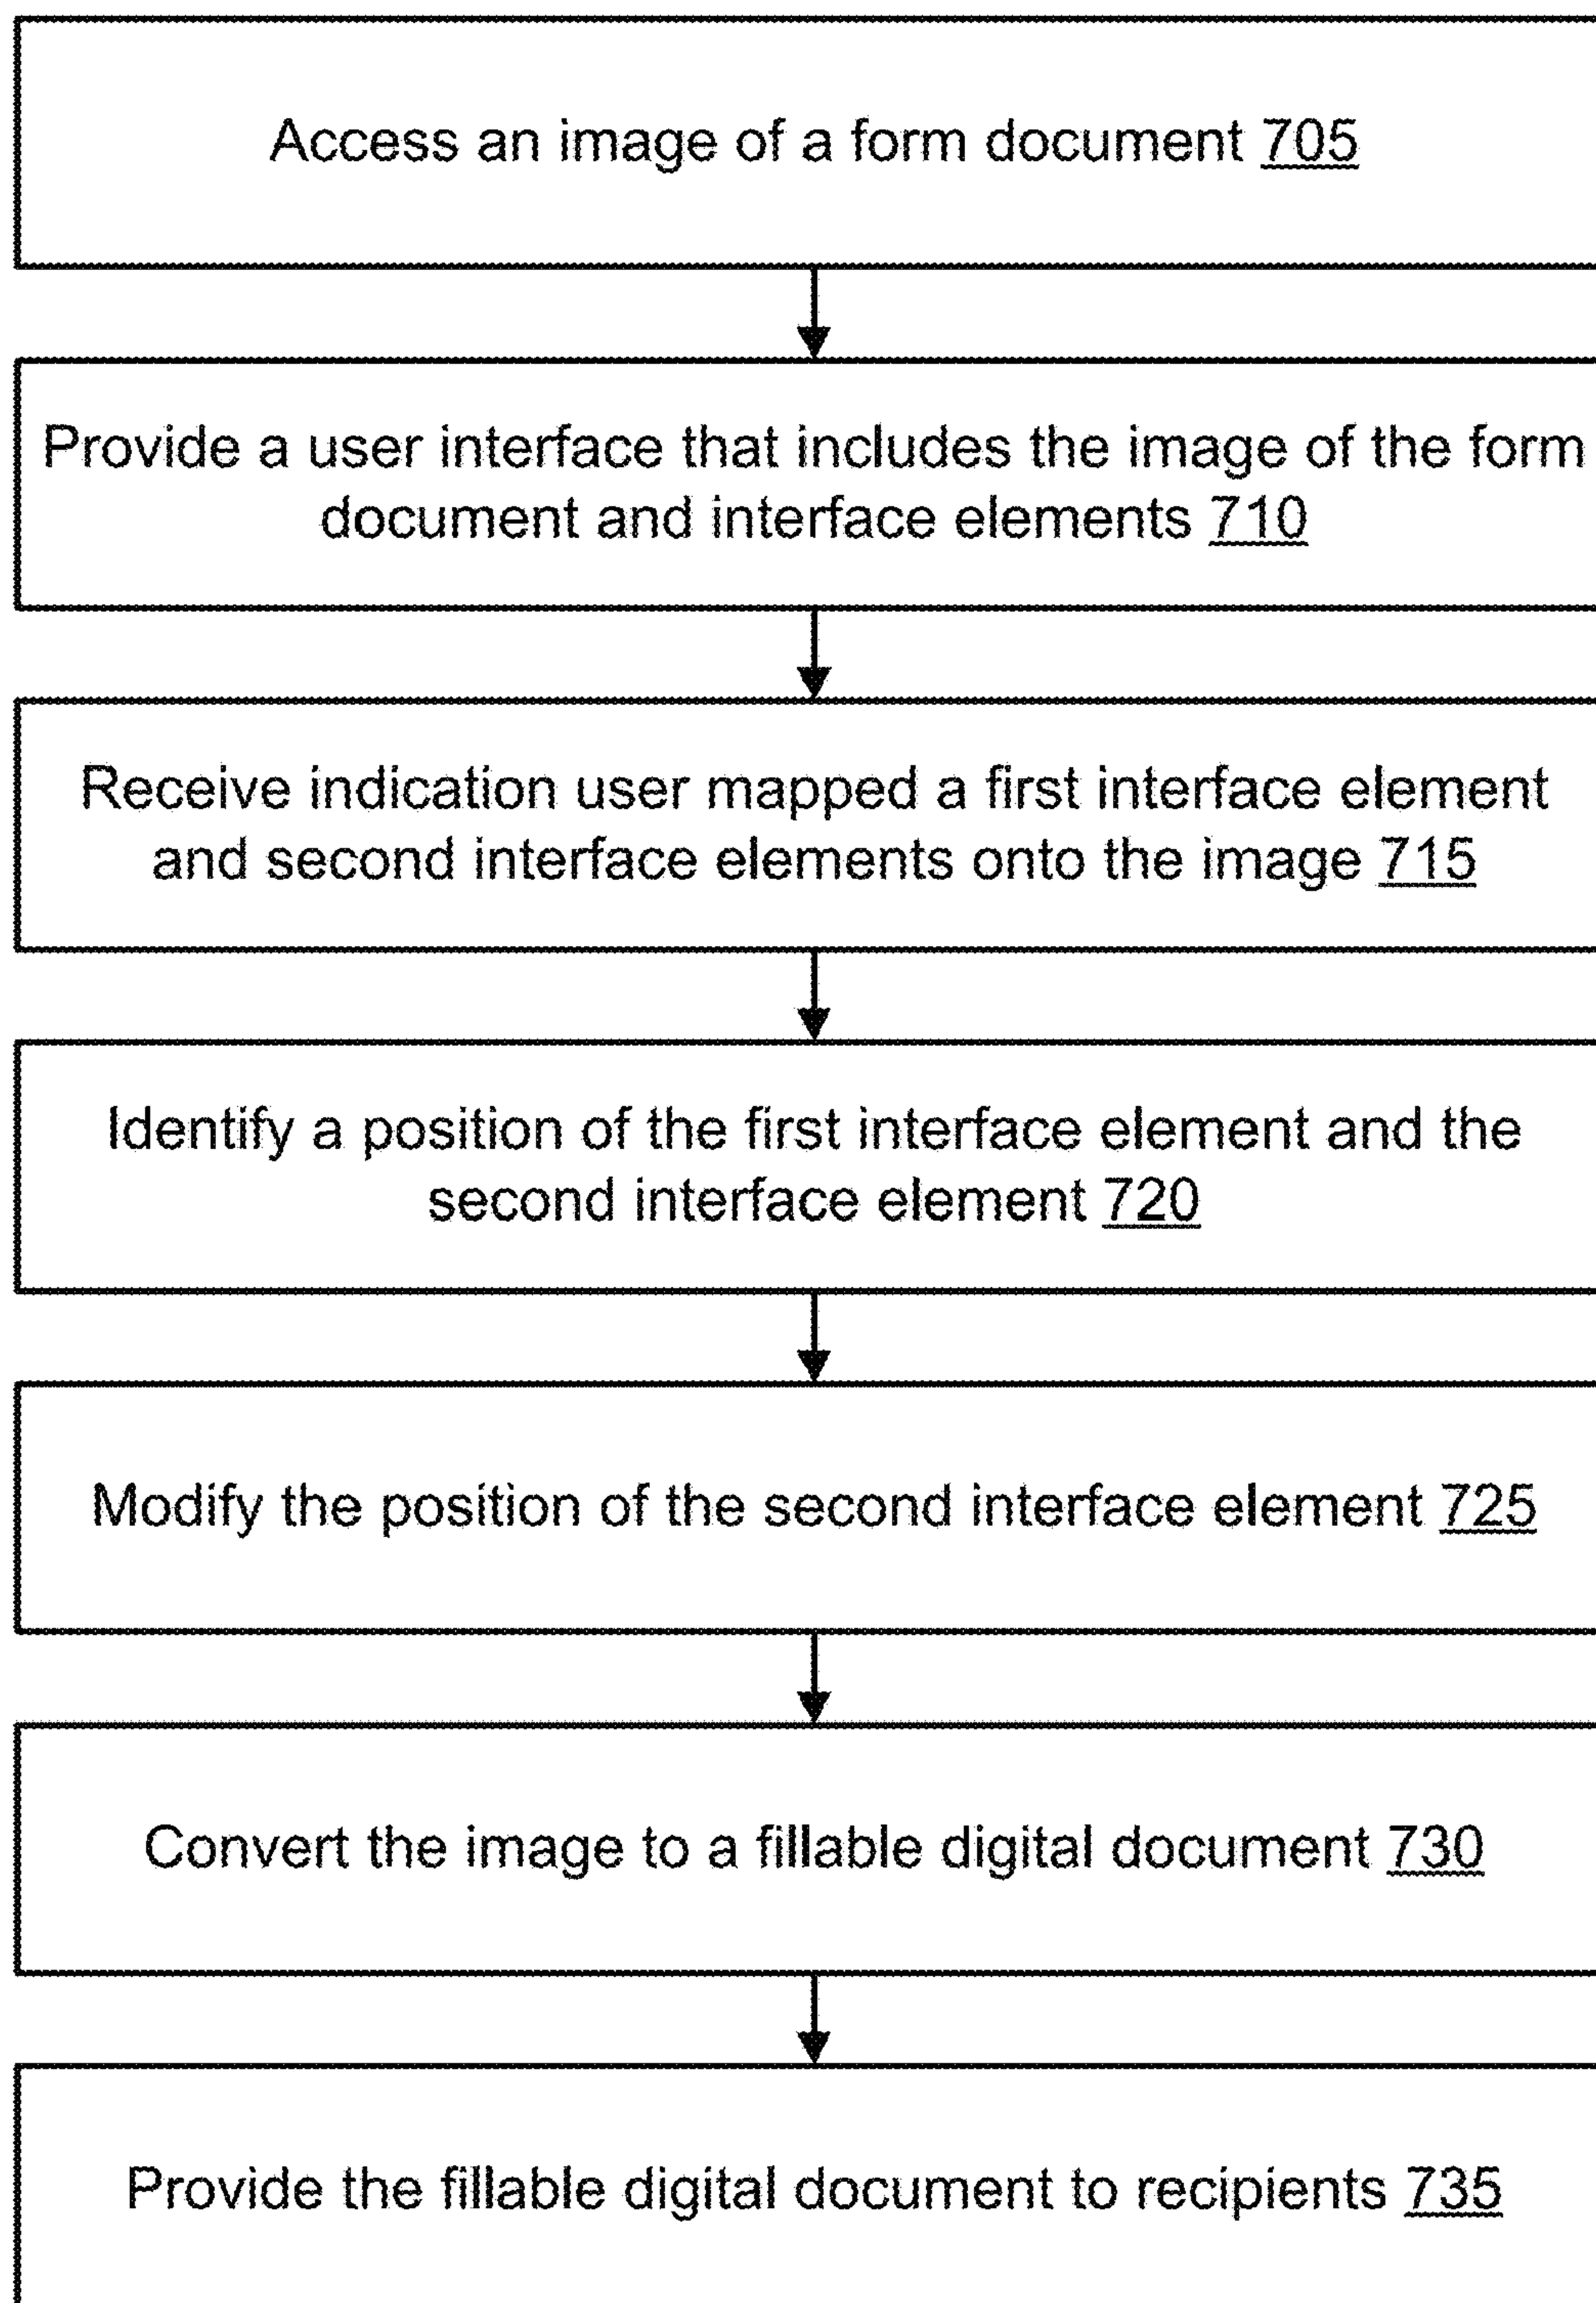 Access an image of a form document 705
Provide a user interface that includes the image of the form
document and interface elements 710
Receive indication user mapped a first interface element
and second interface elements onto the image 715
Identify a position of the first interface element and the
second interface element 720
Modify the position of the second interface element 725
Convert the image to a fillable digital document 730
Provide the fillable digital document to recipients 735